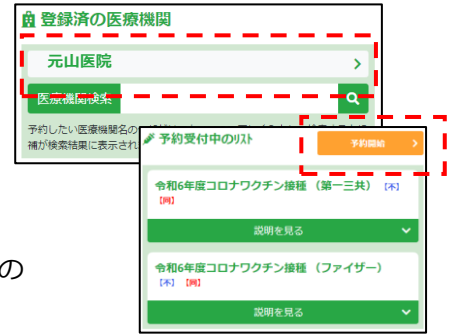 登録済の医療機関
元山医院
医療機関検索
予約したい医療機関名の
補が検索結果に表示され
予約受付中のリスト
予約開始
令和6年度コロナワクチン接種 (第一三共) 【不】
【同】
説明を見る
の
令和6年度コロナワクチン接種 (ファイザー)
【不】 【同】
説明を見る